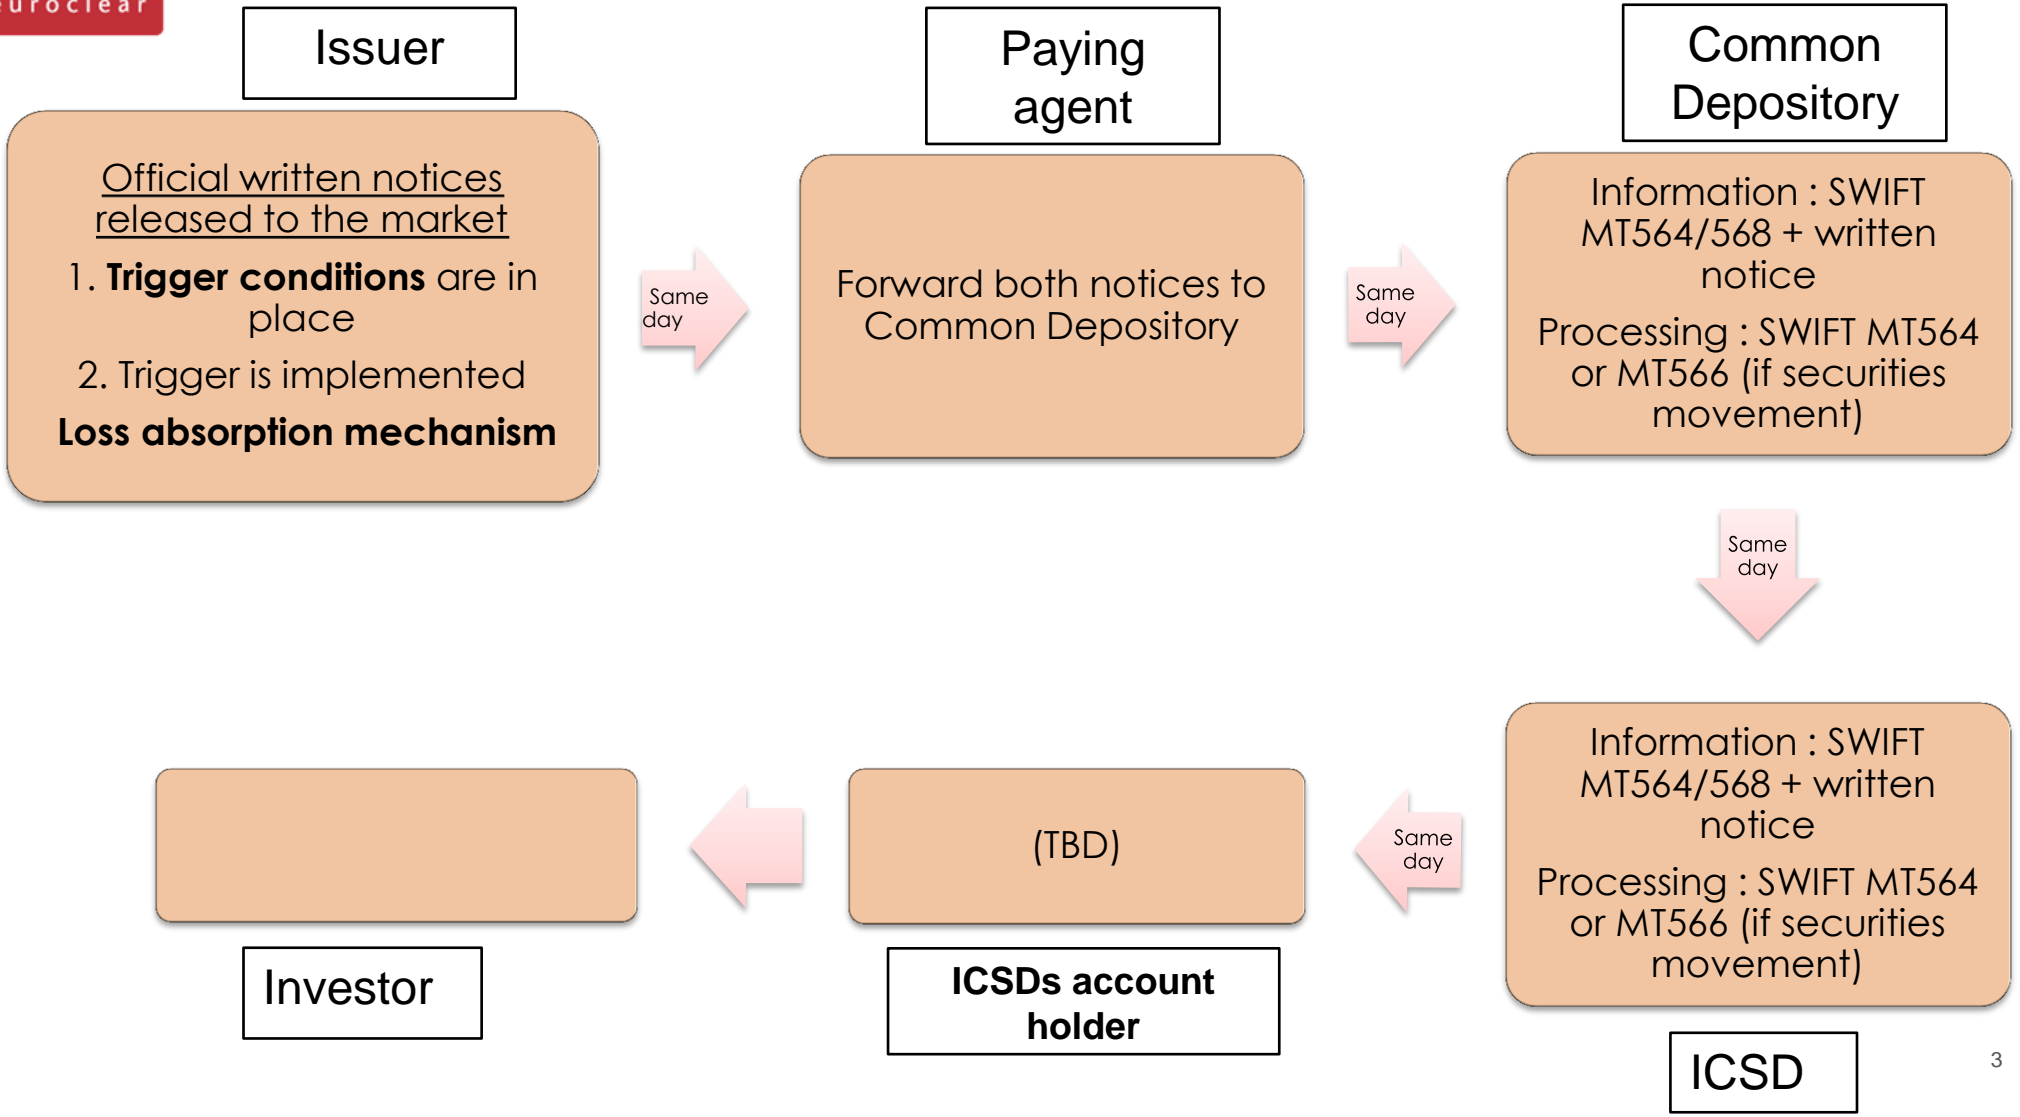 euroclear
Issuer
Official written notices
released to the market
1. Trigger conditions are in
place
2. Trigger is implemented
Loss absorption mechanism
Same
day
Paying
agent
Forward both notices to
Common Depository
Same
day
Common
Depository
Information : SWIFT
MT564/568 + written
notice
Processing : SWIFT MT564
or MT566 (if securities
movement)
Same
day
Information : SWIFT
MT564/568 + written
notice
Processing : SWIFT MT564
or MT566 (if securities
movement)
ICSD
Same
day
(TBD)
ICSDs account
holder
Investor
3